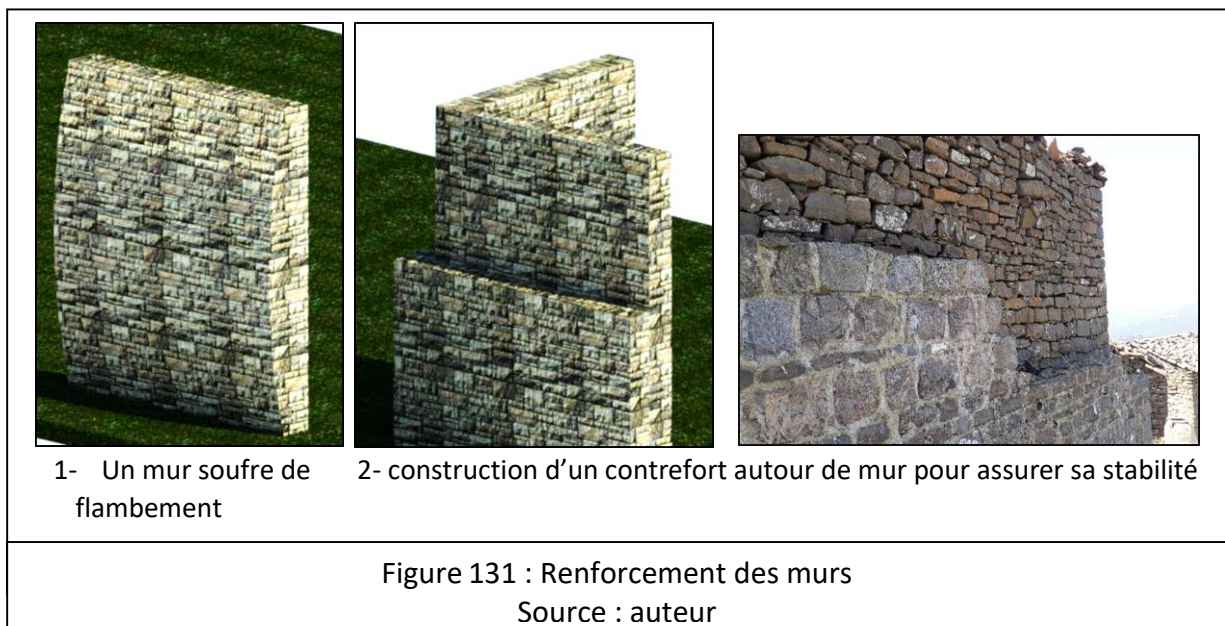 1- Un mur soufre de
flambement
2- construction d’un contrefort autour de mur pour assurer sa stabilité
Figure 131 : Renforcement des murs
Source : auteur